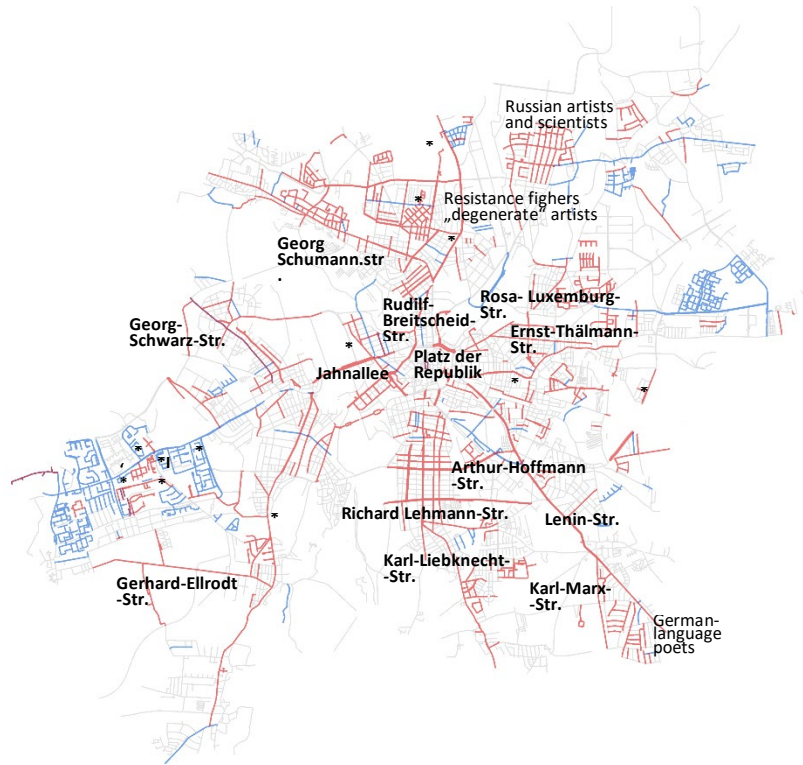 Russian artists
and scientists
*
*
Resistance fighers
„degenerate" artists
*
Georg
Schumann.str
.
Rudilf-
Breitscheid-
Str.
Rosa- Luxemburg-
Str.
Georg-
Schwarz-Str.
Ernst-Thälmann-
Str.
*
Platz der
Republik
Jahnallee
*
*
*
*
*
*
*
Arthur-Hoffmann
-Str.
Richard Lehmann-Str.
Lenin-Str.
*
Karl-Liebknecht-
-Str.
Gerhard-Ellrodt
-Str.
Karl-Marx-
-Str.
German-
language
poets